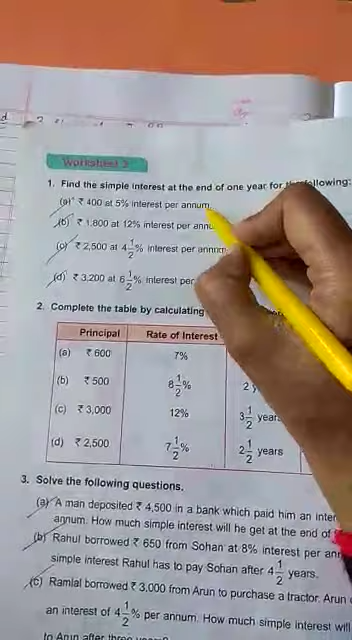 Worksheet 2
1. Find the simple interest at the end of one year for the following:
(a) ₹ 400 at 5% interest per annum.
(b) ₹ 1,800 at 12% interest per
(c) ₹ 2,500 at 4 1/2% interest per annum
(d) ₹ 3,200 at 6 1/2% interest per
2. Complete the table by calculating
Principal Rate of Interest
(a) ₹ 600 7%
(b) ₹ 500 8 1/2% 2
(c) ₹ 3,000 12% 3 1/2 years
(d) ₹ 2,500 7 1/2% 2 1/2 years
3. Solve the following questions.
(a) A man deposited ₹ 4,500 in a bank which paid him an
annum. How much simple interest will he get at the end of
(b) Rahul borrowed ₹ 650 from Sohan at 8% interest per
simple interest Rahul has to pay Sohan after 4 1/2 years.
(c) Ramlal borrowed ₹ 3,000 from Arun to purchase a tractor. Arun
an interest of 4 1/2% per annum. How much simple interest will
to Arun after three